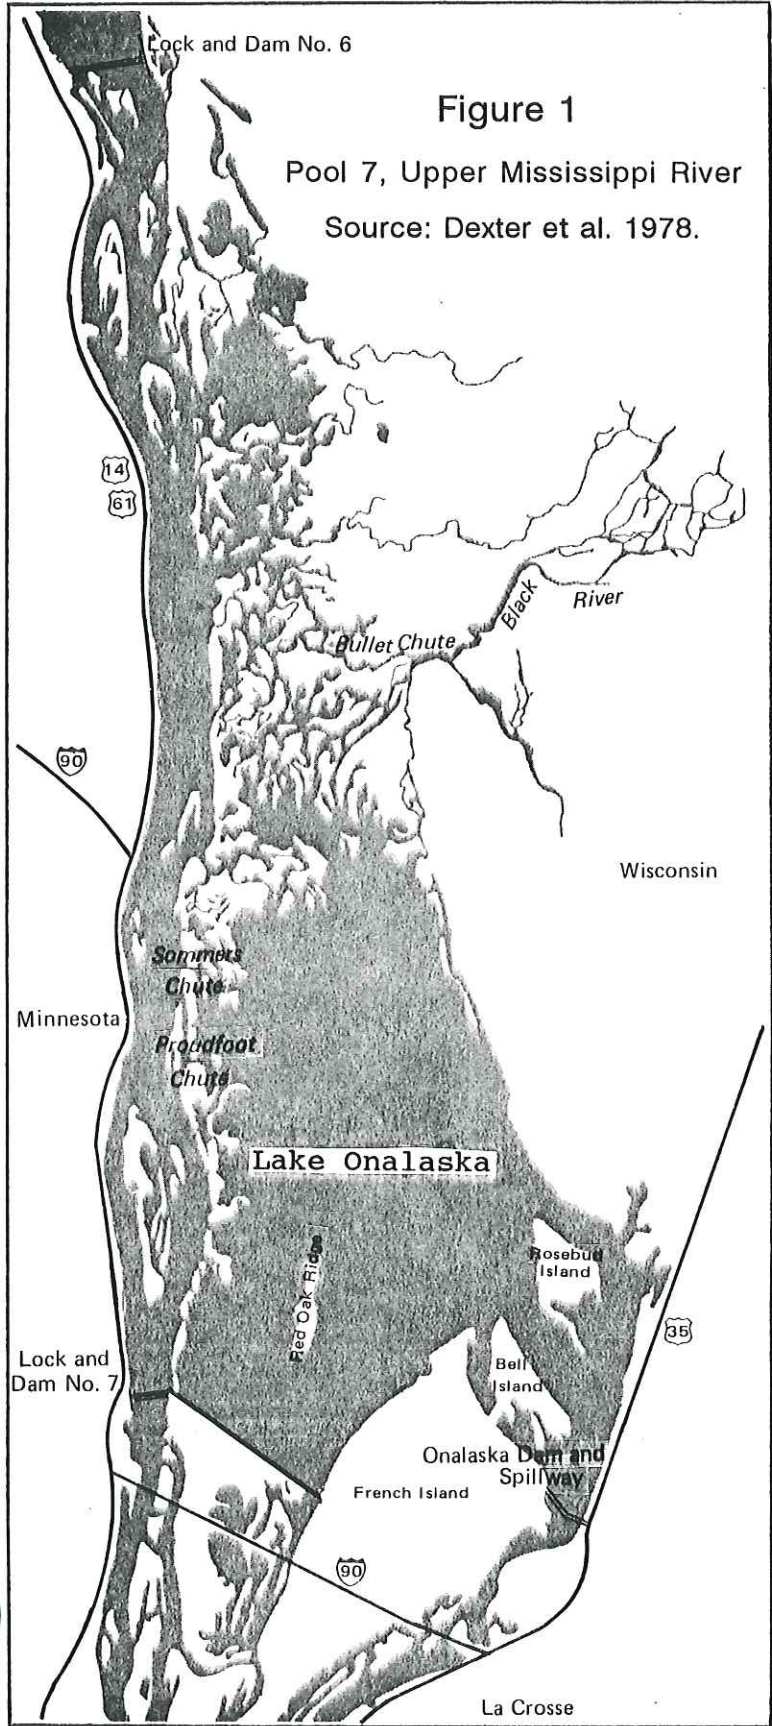 Lock and Dam No. 6
Figure 1
Pool 7, Upper Mississippi River
Source: Dexter et al. 1978.
14
61
Black
River
Bullet Chute
90
Wisconsin
Sommers
Chute
Minnesota
Proudfoot
Chute
Lake Onalaska
Rosebud
Island
Red Oak Ridge
35
Lock and
Dam No. 7
Bell
Island
Onalaska Dam and
Spillway
French Island
90
La Crosse